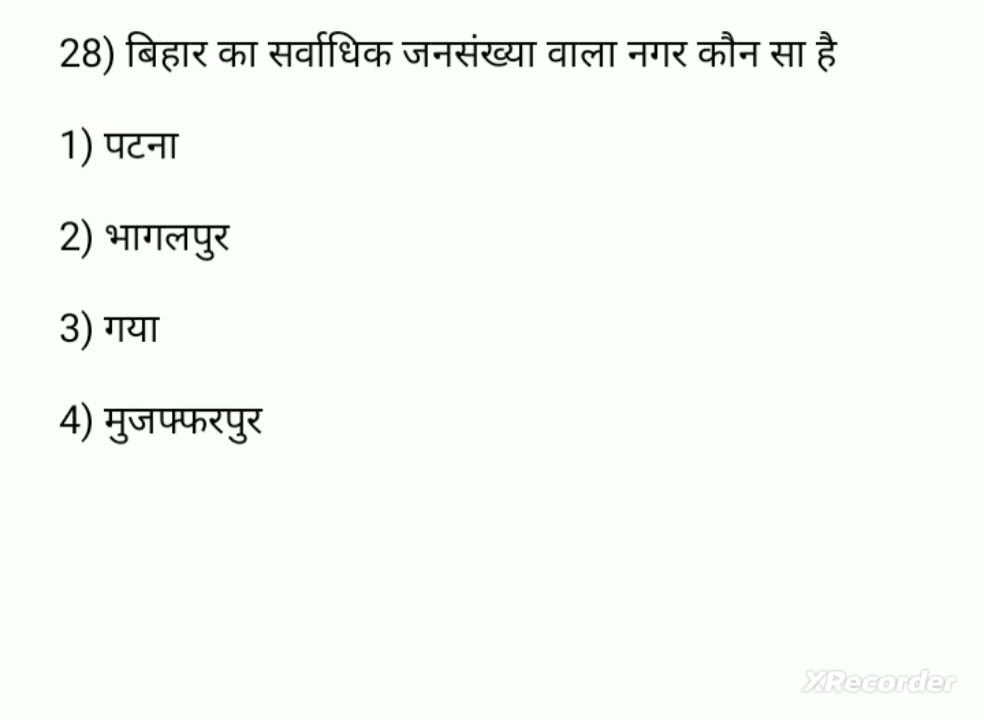 28) बिहार का सर्वाधिक जनसंख्या वाला नगर कौन सा है
1) पटना
2) भागलपुर
3) गया
4) मुजफ्फरपुर
XRecorder